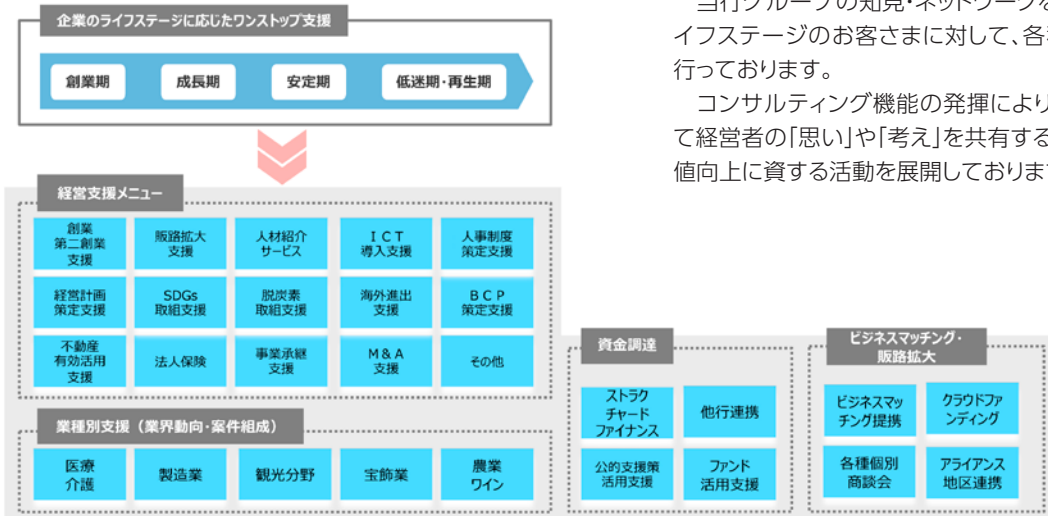 企業のライフステージに応じたワンストップ支援
創業期
成長期
安定期
低迷期・再生期
イフステージのお客さまに対して、各
行っております。
コンサルティング機能の発揮により
て経営者の「思い」や「考え」を共有する
値向上に資する活動を展開しております
経営支援メニュー
創業
第二創業
支援
販路拡大
支援
人材紹介
サービス
ICT
導入支援
人事制度
策定支援
経営計画
策定支援
SDGs
取組支援
脱炭素
取組支援
海外進出
支援
BCP
策定支援
不動産
有効活用
支援
法人保険
事業承継
支援
M&A
支援
その他
業種別支援(業界動向・案件組成)
医療
介護
製造業
観光分野
宝飾業
農業
ワイン
資金調達
ストラク
チャード
ファイナンス
他行連携
公的支援策
活用支援
ファンド
活用支援
ビジネスマッチング・
販路拡大
ビジネスマッ
チング提携
クラウドファ
ンディング
各種個別
商談会
アライアンス
地区連携